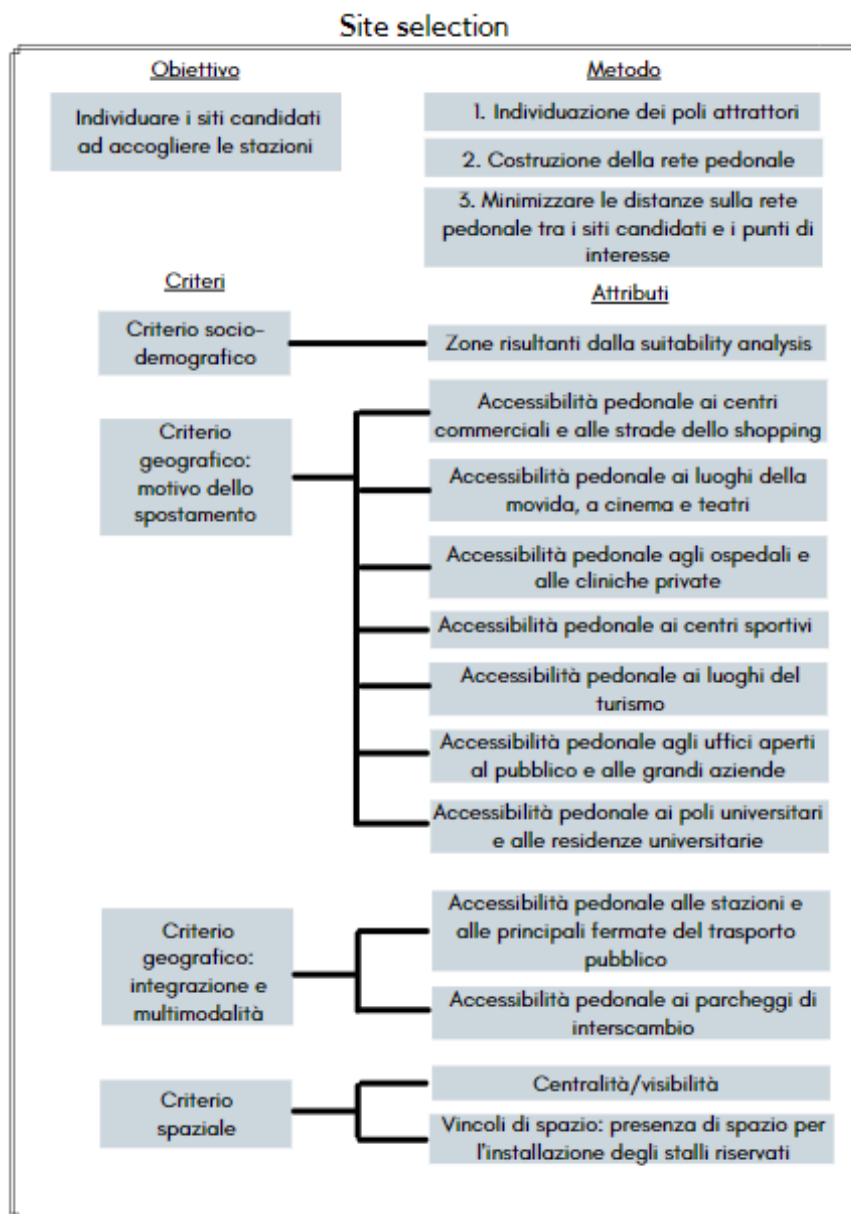 Site selection
Obiettivo
Individuare i siti candidati
ad accogliere le stazioni
Metodo
1. Individuazione dei poli attrattori
2. Costruzione della rete pedonale
3. Minimizzare le distanze sulla rete
pedonale tra i siti candidati e i punti di
interesse
Criteri
Attributi
Criterio socio-
demografico
Zone risultanti dalla suitability analysis
Criterio
geografico:
motivo dello
spostamento
Accessibilità pedonale ai centri
commerciali e alle strade dello shopping
Accessibilità pedonale ai luoghi della
movida, a cinema e teatri
Accessibilità pedonale agli ospedali e
alle cliniche private
Accessibilità pedonale ai centri sportivi
Accessibilità pedonale ai luoghi del
turismo
Accessibilità pedonale agli uffici aperti
al pubblico e alle grandi aziende
Accessibilità pedonale ai poli universitari
e alle residenze universitarie
Criterio
geografico:
integrazione e
multimodalità
Accessibilità pedonale alle stazioni e
alle principali fermate del trasporto
pubblico
Accessibilità pedonale ai parcheggi di
interscambio
Criterio
spaziale
Centralità/visibilità
Vincoli di spazio: presenza di spazio per
l'installazione degli stalli riservati